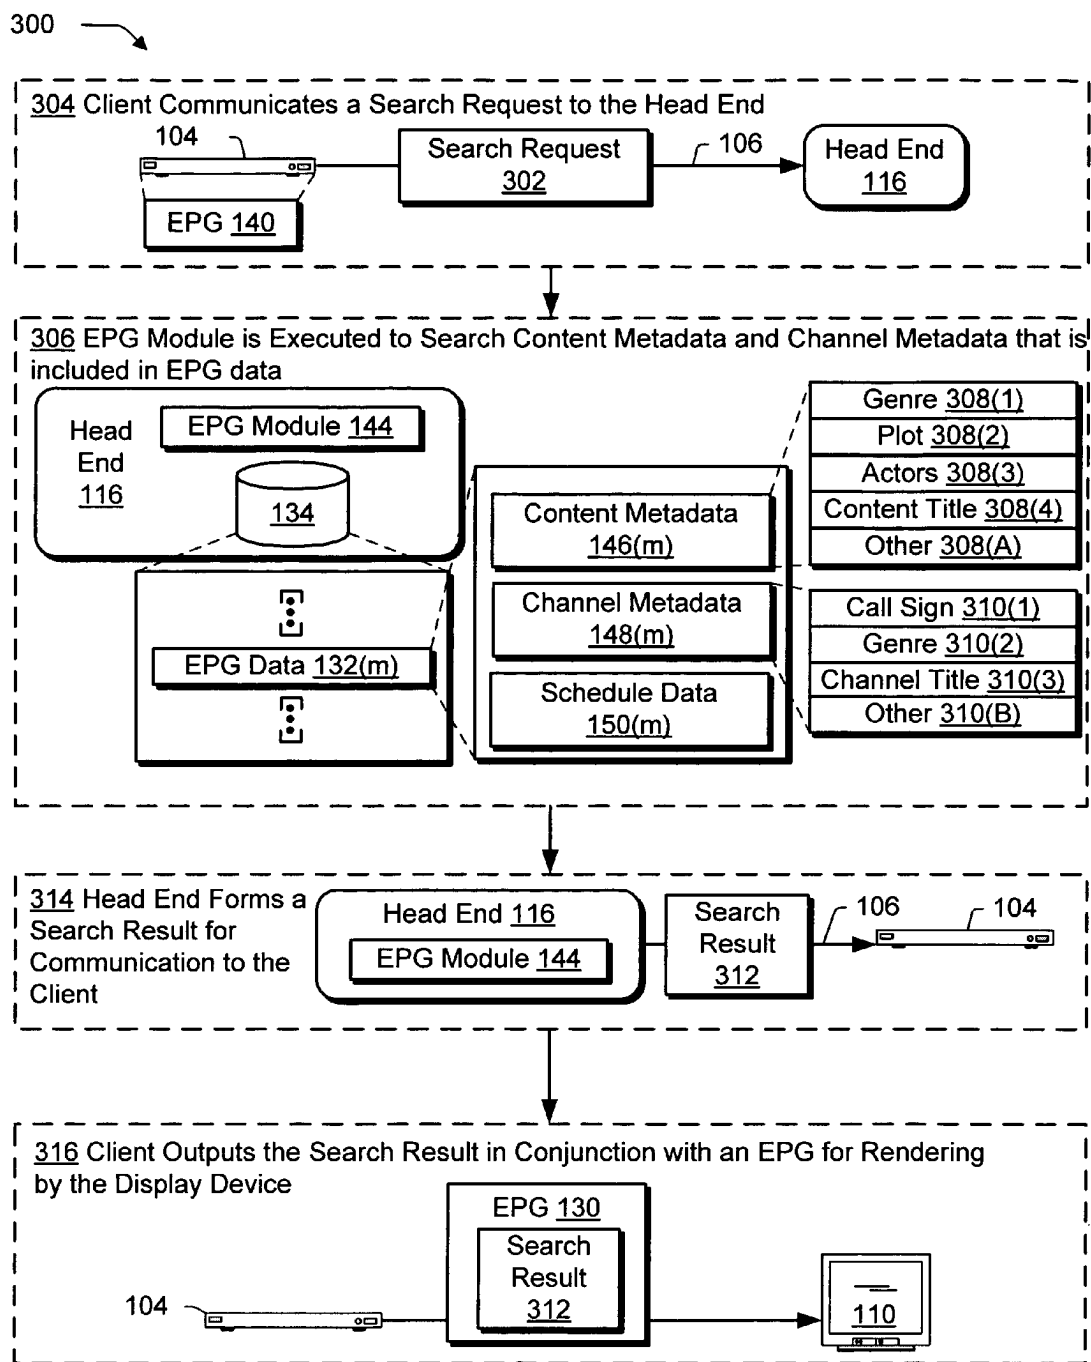 300
304 Client Communicates a Search Request to the Head End
104
Search Request
302
106
Head End
116
EPG 140
306 EPG Module is Executed to Search Content Metadata and Channel Metadata that is
included in EPG data
Head
End
116
EPG Module 144
134
EPG Data 132(m)
Content Metadata
146(m)
Channel Metadata
148(m)
Schedule Data
150(m)
Genre 308(1)
Plot 308(2)
Actors 308(3)
Content Title 308(4)
Other 308(A)
Call Sign 310(1)
Genre 310(2)
Channel Title 310(3)
Other 310(B)
314 Head End Forms a
Search Result for
Communication to the
Client
Head End 116
EPG Module 144
Search
Result
312
106
104
316 Client Outputs the Search Result in Conjunction with an EPG for Rendering
by the Display Device
EPG 130
Search
Result
312
104
110